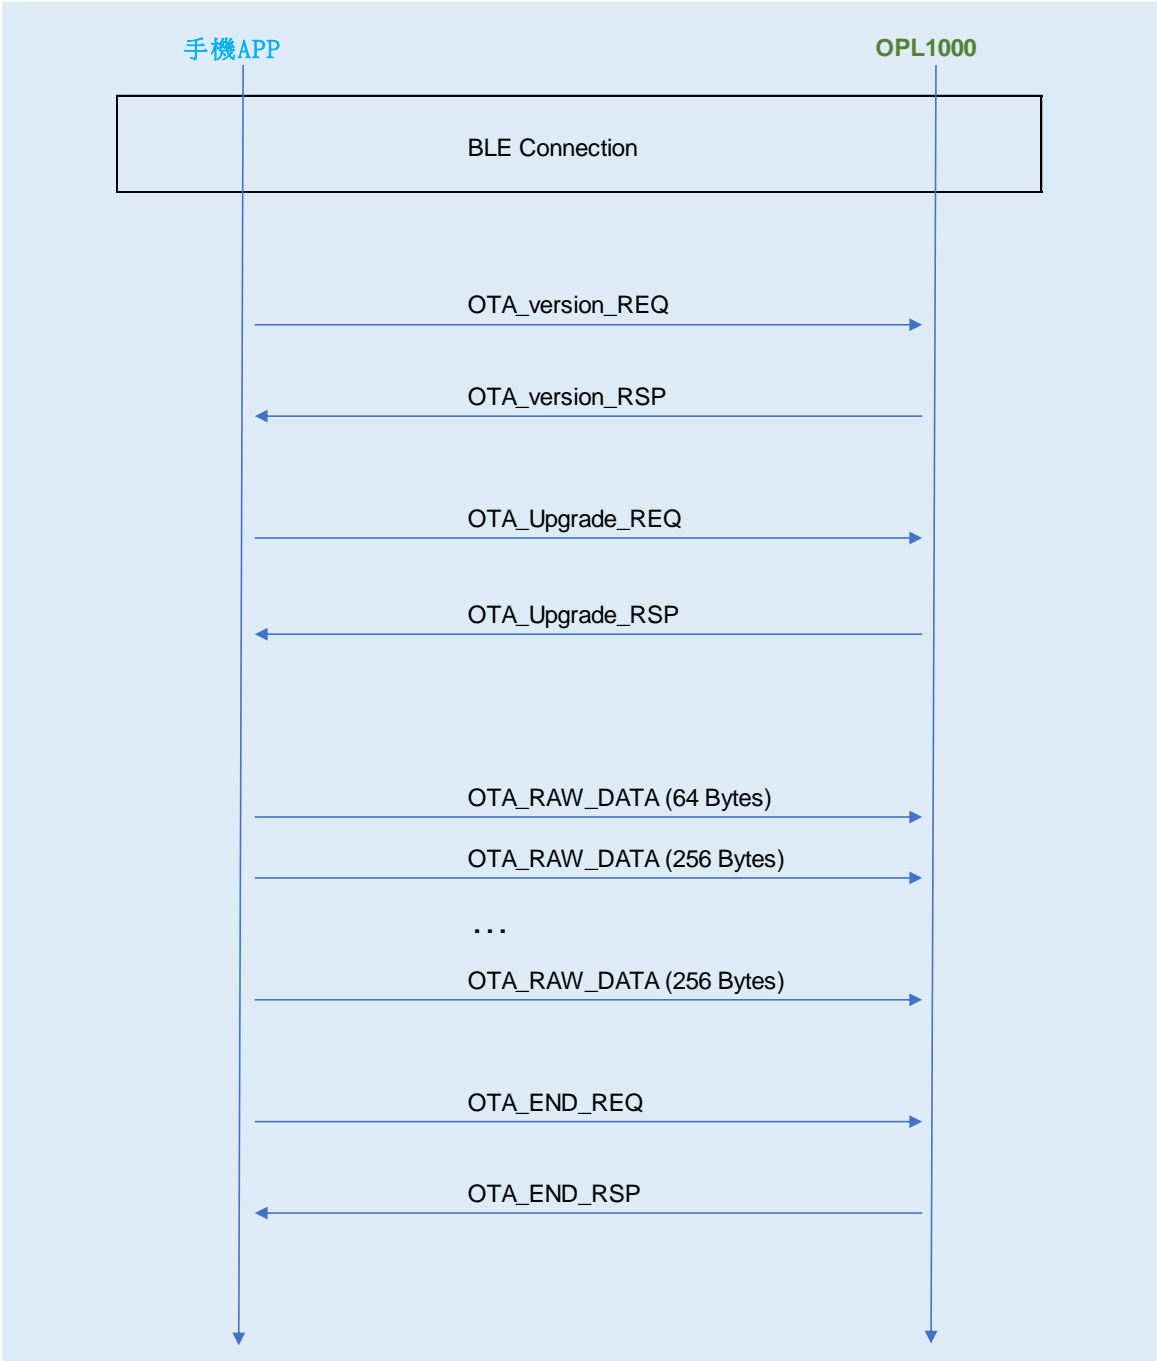 手機APP
OPL1000
BLE Connection
OTA_version_REQ
OTA_version_RSP
OTA_Upgrade_REQ
OTA_Upgrade_RSP
OTA_RAW_DATA (64 Bytes)
OTA_RAW_DATA (256 Bytes)
...
OTA_RAW_DATA (256 Bytes)
OTA_END_REQ
OTA_END_RSP